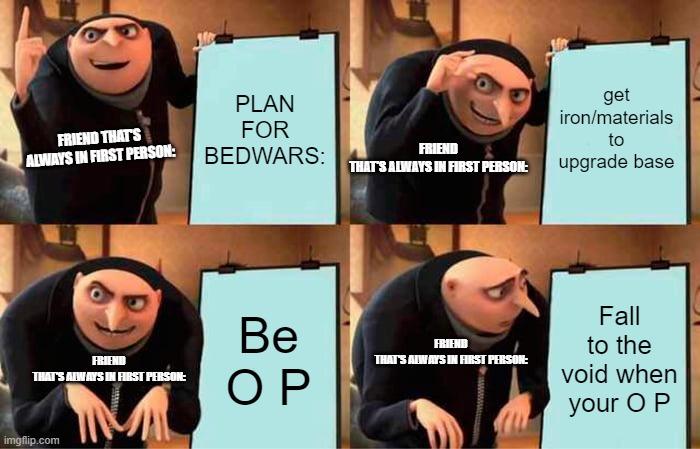 FRIEND THAT'S
ALWAYS IN FIRST PERSON:
PLAN
FOR
BEDWARS:
FRIEND
THAT'S ALWAYS IN FIRST PERSON:
get
iron/materials
to
upgrade base
FRIEND
THAT'S ALWAYS IN FIRST PERSON:
Be
O P
FRIEND
THAT'S ALWAYS IN FIRST PERSON:
Fall
to the
void when
your O P
imgflip.com